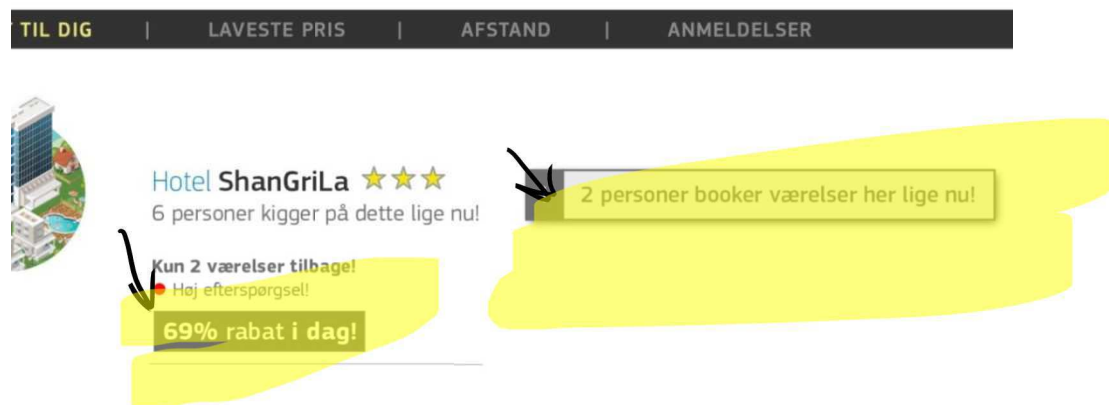 TIL DIG | LAVESTE PRIS | AFSTAND | ANMELDELSER
Hotel ShanGriLa
6 personer kigger på dette lige nu!
2 personer booker værelser her lige nu!
Kun 2 værelser tilbage!
Høj efterspørgsel!
69% rabat i dag!